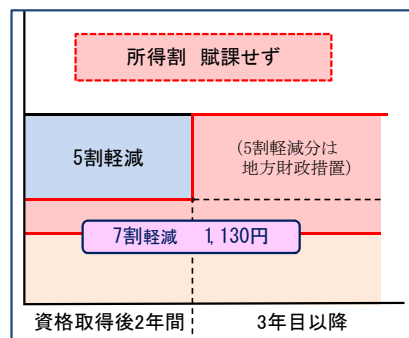 所得割 賦課せず
5割軽減
(5割軽減分は
地方財政措置)
7割軽減 1,130円
資格取得後2年間
3年目以降